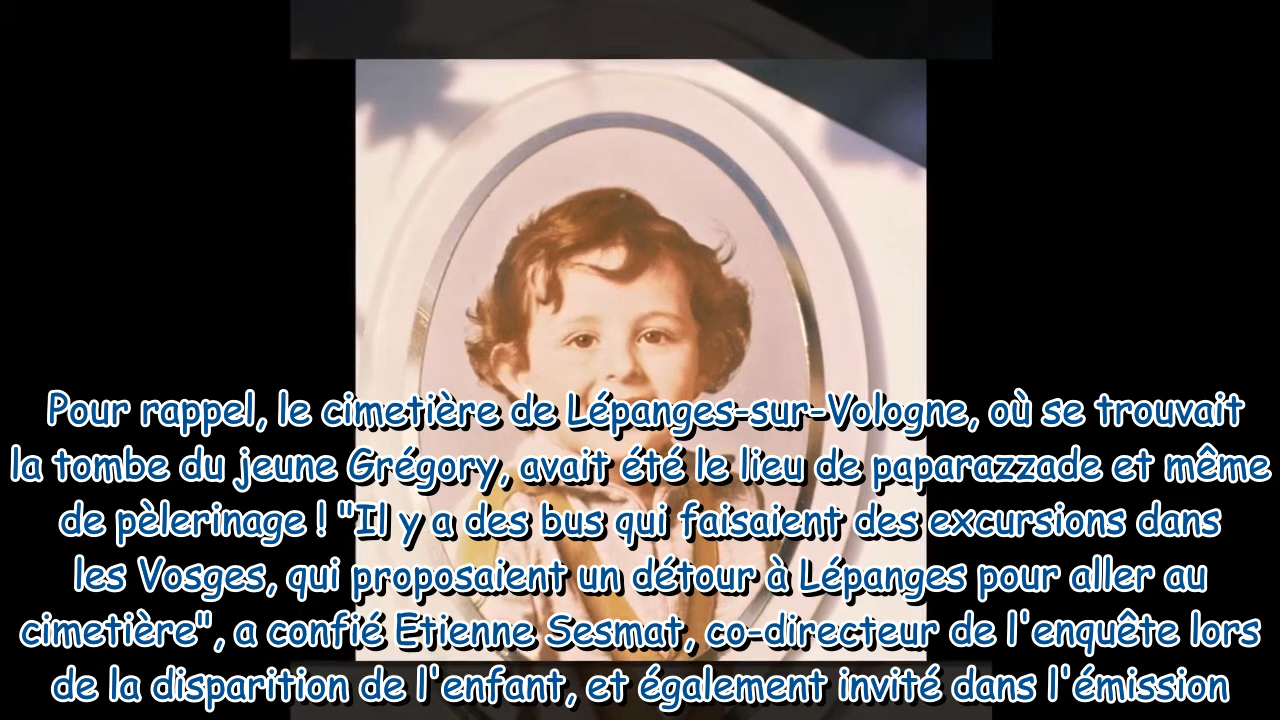 Pour rappel, le cimetière de Lépanges-sur-Vologne, où se trouvait
la tombe du jeune Grégory, avait été le lieu de paparazzade et même
de pèlerinage ! "Il y a des bus qui faisaient des excursions dans
les Vosges, qui proposaient un détour à Lépanges pour aller au
cimetière", a confié Etienne Sesmat, co-directeur de l'enquête lors
de la disparition de l'enfant, et également invité dans l'émission